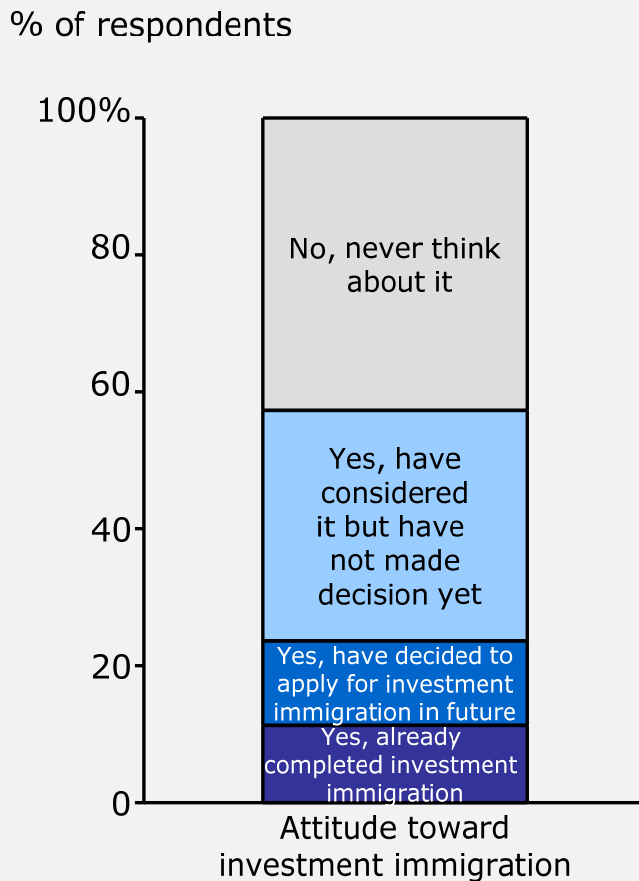 % of respondents
100%
80
No, never think
about it
60
Yes, have
considered
it but have
not made
decision yet
40
20
Yes, have decided to
apply for investment
immigration in future
Yes, already
completed investment
immigration
0
Attitude toward
investment immigration